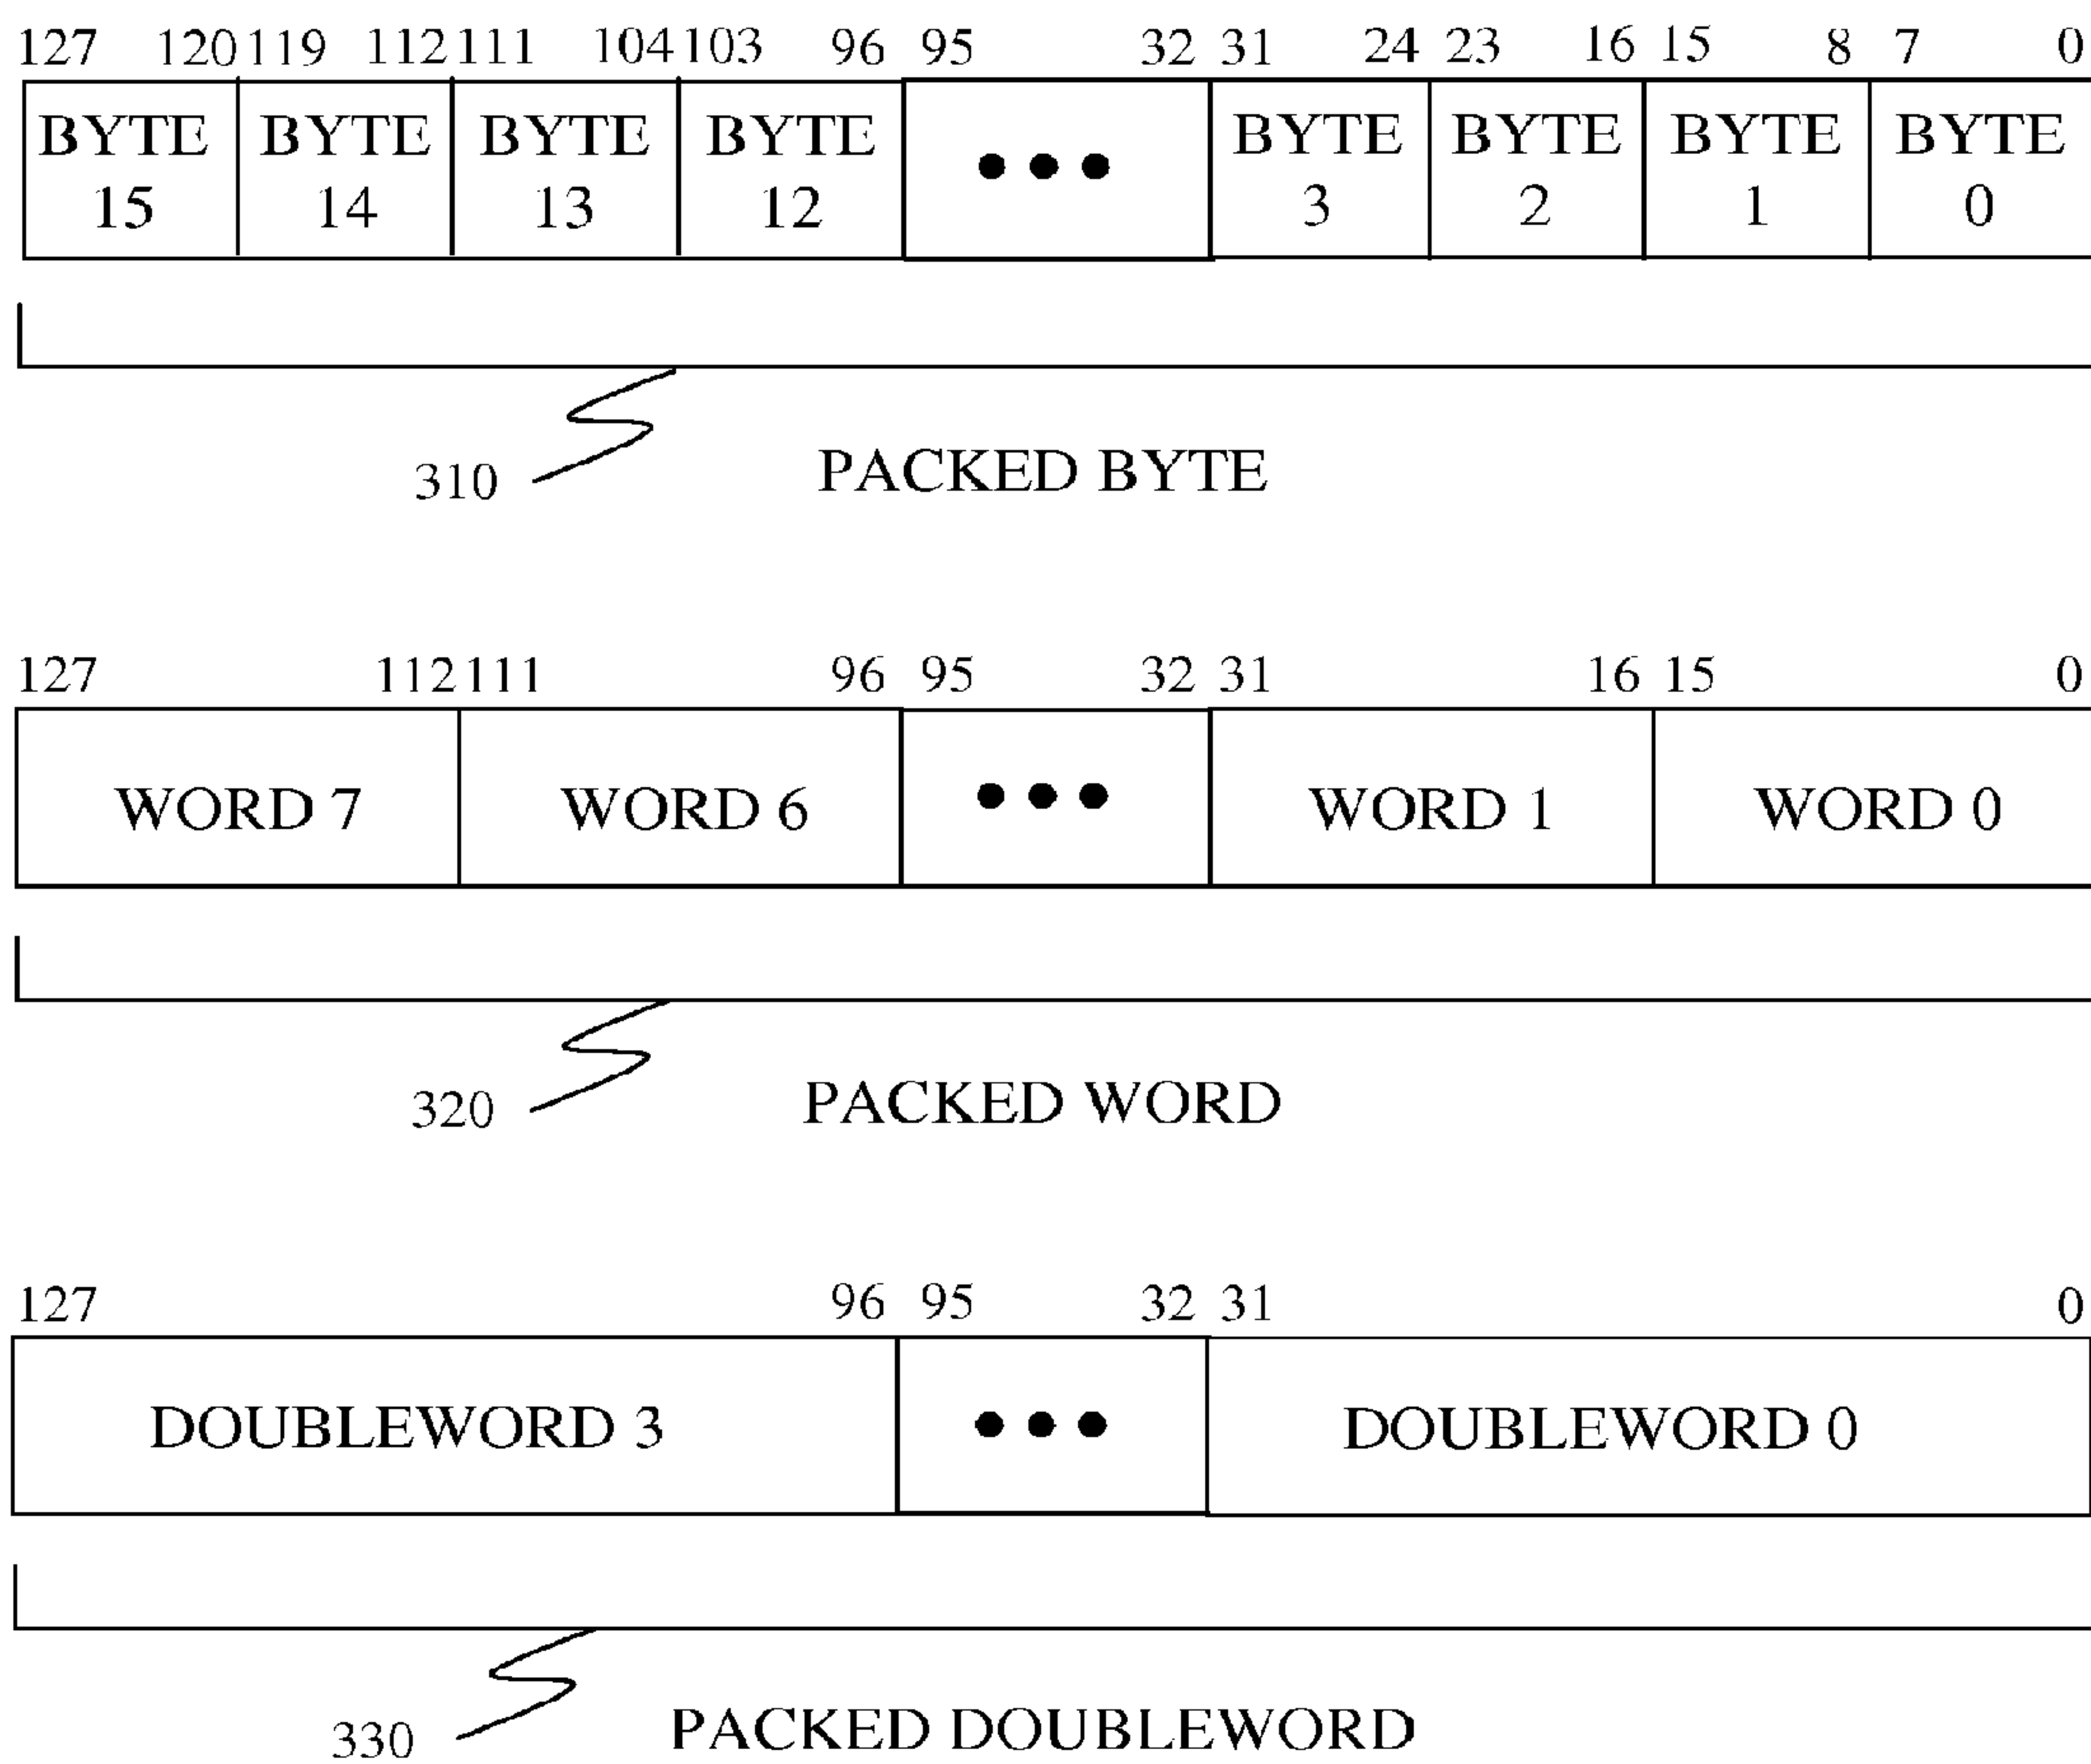 127 120 119 112 111 104 103 96 95 32 31 24 23 16 15 8 7 0
BYTE BYTE BYTE BYTE ••• BYTE BYTE BYTE BYTE
15 14 13 12 3 2 1 0
310 PACKED BYTE
127 112 111 96 95 32 31 16 15 0
WORD 7 WORD 6 ••• WORD 1 WORD 0
320 PACKED WORD
127 96 95 32 31 0
DOUBLEWORD 3 ••• DOUBLEWORD 0
330 PACKED DOUBLEWORD